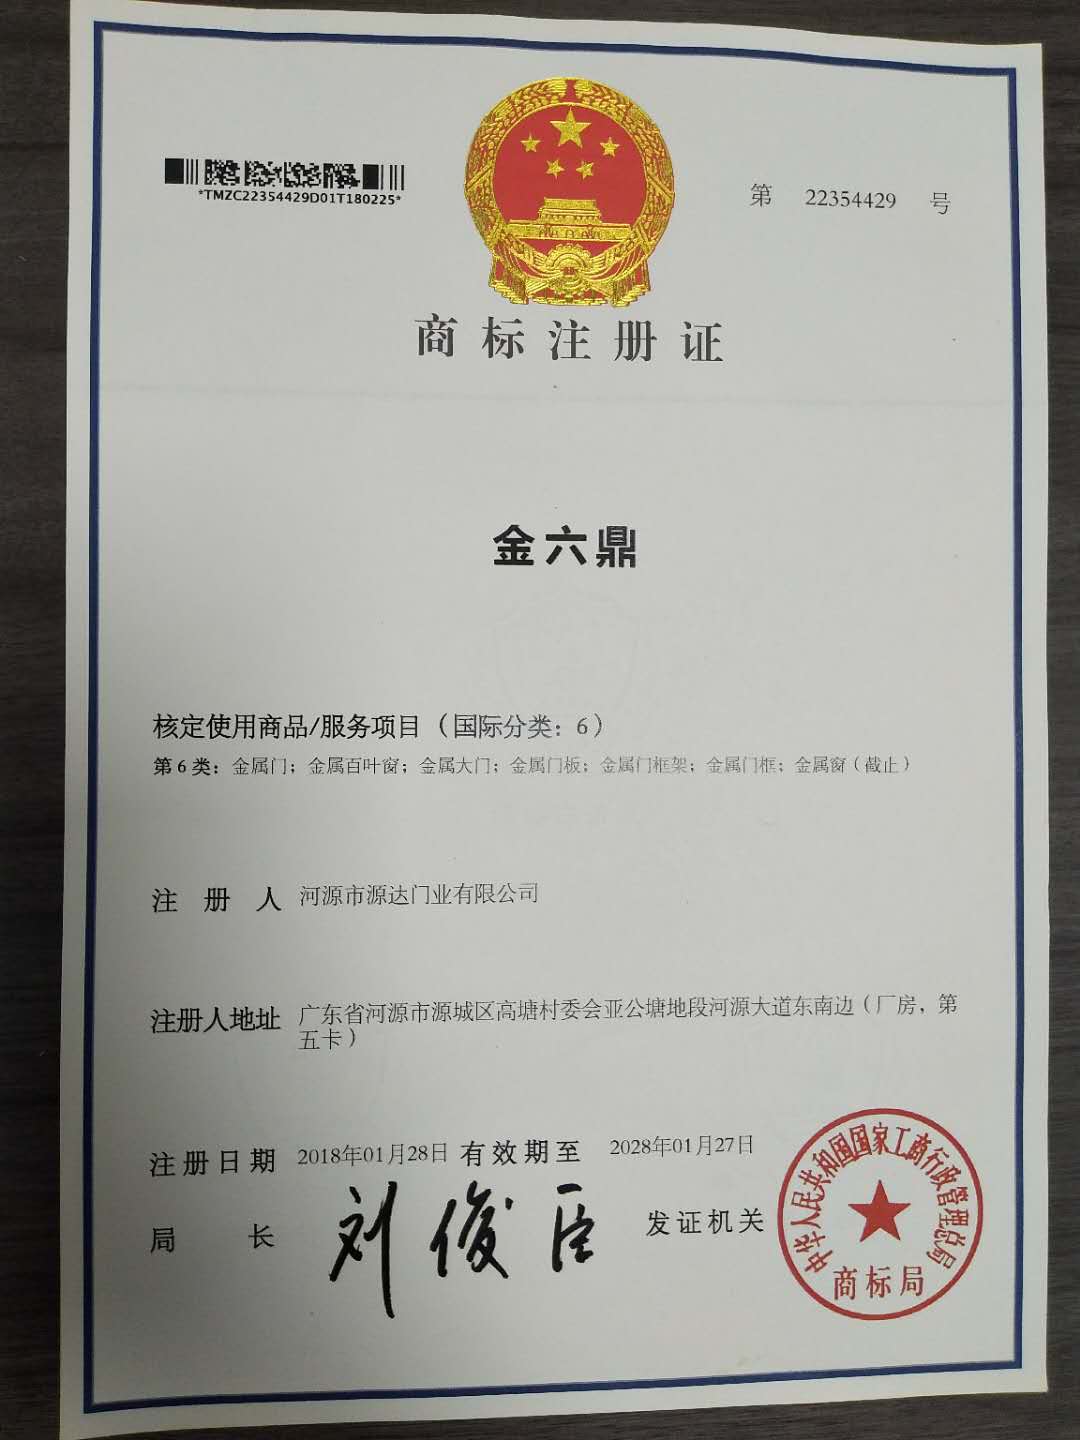 *TMZC22354429D01T180225*
第 22354429 号
商标注册证
金六鼎
核定使用商品/服务项目（国际分类：6）
第6类：金属门；金属百叶窗；金属大门；金属门板；金属门框架；金属门框；金属窗（截止）
注册人 河源市源达门业有限公司
注册人地址 广东省河源市源城区高塘村委会亚公塘地段河源大道东南边（厂房，第
五卡）
注册日期 2018年01月28日 有效期至 2028年01月27日
局长 刘俊臣 发证机关
中华人民共和国国家工商行政管理总局
商标局